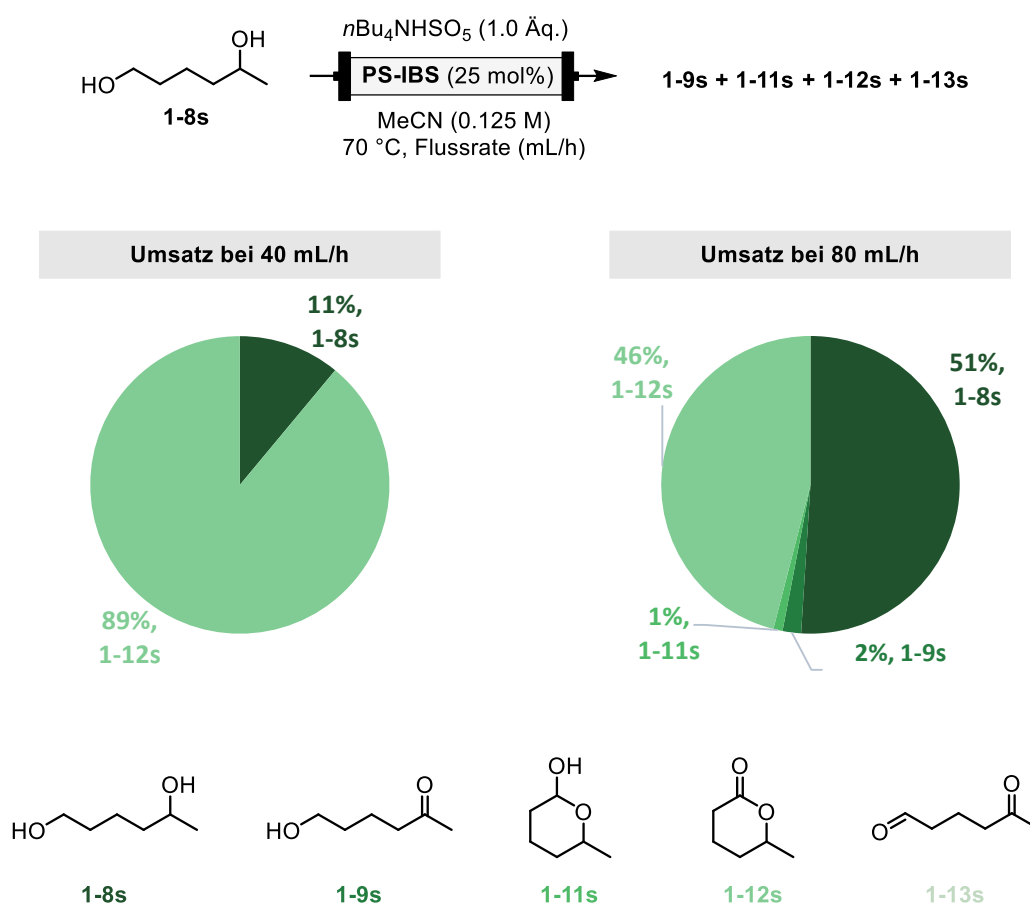 nBu4NHSO5 (1.0 Äq.)
HO
OH
1-8s
PS-IBS (25 mol%)
1-9s + 1-11s + 1-12s + 1-13s
MeCN (0.125 M)
70 °C, Flussrate (mL/h)
Umsatz bei 40 mL/h
Umsatz bei 80 mL/h
11%,
1-8s
89%,
1-12s
46%,
1-12s
51%,
1-8s
1%,
1-11s
2%, 1-9s
HO
OH
1-8s
HO
O
1-9s
OH
O
1-11s
O
O
1-12s
O
O
1-13s